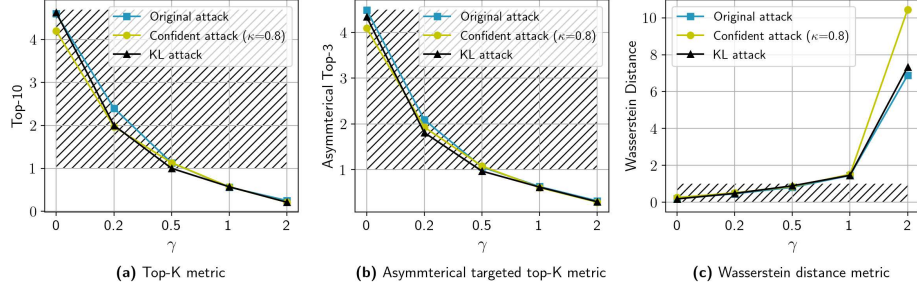 Original attack
Confident attack (κ=0.8)
KL attack
Top-10
4
3
2
1
0
0 0.2 0.5 1 2
γ
(a) Top-K metric
Original attack
Confident attack (κ=0.8)
KL attack
Asymmterical Top-3
4
3
2
1
0 0.2 0.5 1 2
γ
(b) Asymmterical targeted top-K metric
Original attack
Confident attack (κ=0.8)
KL attack
Wasserstein Distance
10
8
6
4
2
0
0 0.2 0.5 1 2
γ
(c) Wasserstein distance metric